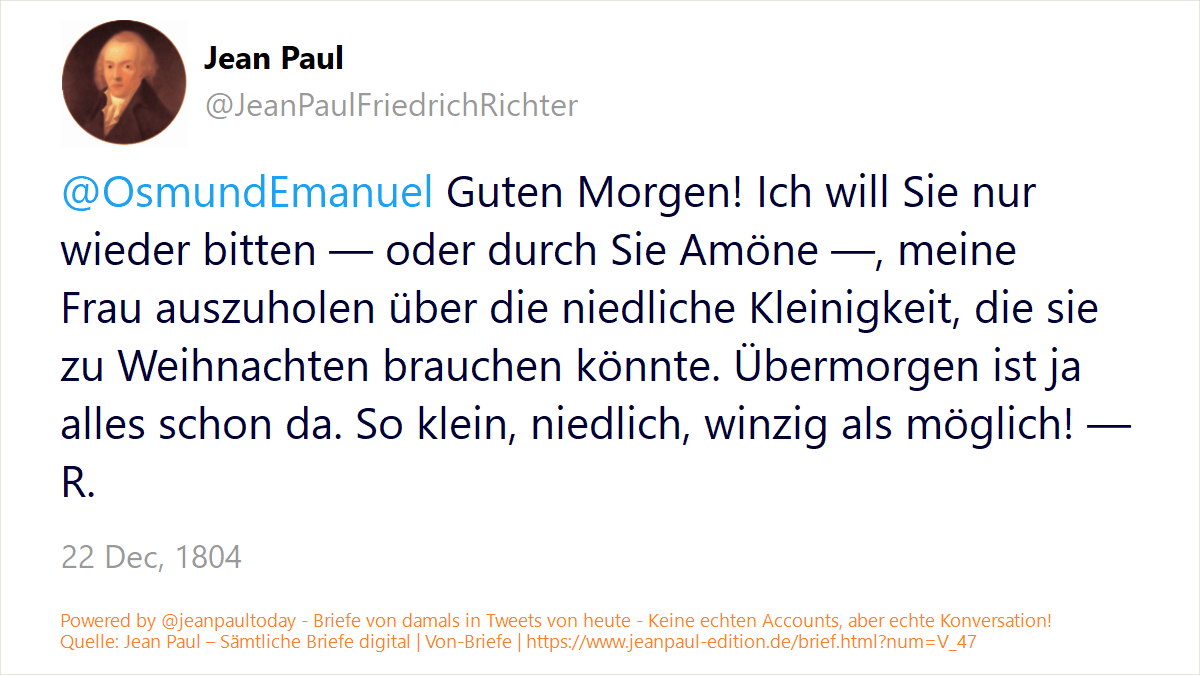 Jean Paul
@JeanPaulFriedrichRichter
@OsmundEmanuel Guten Morgen! Ich will Sie nur
wieder bitten — oder durch Sie Amöne —, meine
Frau auszuholen über die niedliche Kleinigkeit, die sie
zu Weihnachten brauchen könnte. Übermorgen ist ja
alles schon da. So klein, niedlich, winzig als möglich! —
R.
22 Dec, 1804
Powered by @jeanpaultoday - Briefe von damals in Tweets von heute - Keine echten Accounts, aber echte Konversation!
Quelle: Jean Paul – Sämtliche Briefe digital | Von-Briefe | https://www.jeanpaul-edition.de/brief.html?num=V_47